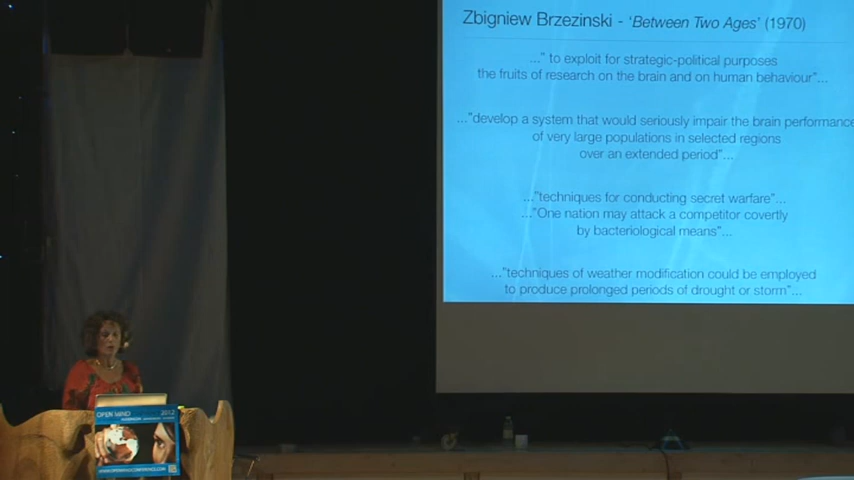 Zbigniew Brzezinski - 'Between Two Ages' (1970)
..." to exploit for strategic-political purposes
the fruits of research on the brain and on human behaviour"...
..."develop a system that would seriously impair the brain performance
of very large populations in selected regions
over an extended period"...
..."techniques for conducting secret warfare"...
..."One nation may attack a competitor covertly
by bacteriological means"...
..."techniques of weather modification could be employed
to produce prolonged periods of drought or storm"...
OPEN MIND 2012
WWW.OPENMINDCONFERENCE.COM